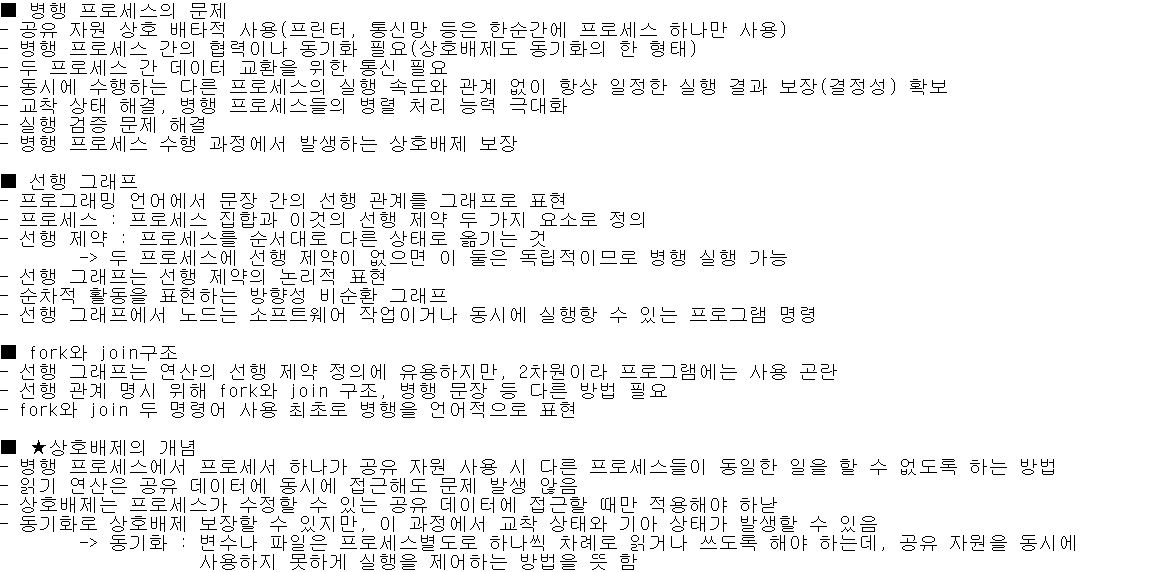 ■ 병행 프로세스의 문제
- 공유 자원 상호 배타적 사용(프린터, 통신망 등은 한순간에 프로세스 하나만 사용)
- 병행 프로세스 간의 협력이나 동기화 필요(상호배제도 동기화의 한 형태)
- 두 프로세스 간 데이터 교환을 위한 통신 필요
- 동시에 수행하는 다른 프로세스의 실행 속도와 관계 없이 항상 일정한 실행 결과 보장(결정성) 확보
- 교착 상태 해결, 병행 프로세스들의 병렬 처리 능력 극대화
- 실행 검증 문제 해결
- 병행 프로세스 수행 과정에서 발생하는 상호배제 보장
■ 선행 그래프
- 프로그래밍 언어에서 문장 간의 선행 관계를 그래프로 표현
- 프로세스 : 프로세스 집합과 이것의 선행 제약 두 가지 요소로 정의
- 선행 제약 : 프로세스를 순서대로 다른 상태로 옮기는 것
-> 두 프로세스에 선행 제약이 없으면 이 둘은 독립적이므로 병행 실행 가능
- 선행 그래프는 선행 제약의 논리적 표현
- 순차적 활동을 표현하는 방향성 비순환 그래프
- 선행 그래프에서 노드는 소프트웨어 작업이거나 동시에 실행항 수 있는 프로그램 명령
■ fork와 join구조
- 선행 그래프는 연산의 선행 제약 정의에 유용하지만, 2차원이라 프로그램에는 사용 곤란
- 선행 관계 명시 위해 fork와 join 구조, 병행 문장 등 다른 방법 필요
- fork와 join 두 명령어 사용 최초로 병행을 언어적으로 표현
■ ★상호배제의 개념
- 병행 프로세스에서 프로세서 하나가 공유 자원 사용 시 다른 프로세스들이 동일한 일을 할 수 없도록 하는 방법
- 읽기 연산은 공유 데이터에 동시에 접근해도 문제 발생 않음
- 상호배제는 프로세스가 수정할 수 있는 공유 데이터에 접근할 때만 적용해야 하낟
- 동기화로 상호배제 보장할 수 있지만, 이 과정에서 교착 상태와 기아 상태가 발생할 수 있음
-> 동기화 : 변수나 파일은 프로세스별도로 하나씩 차례로 읽거나 쓰도록 해야 하는데, 공유 자원을 동시에
사용하지 못하게 실행을 제어하는 방법을 뜻 함